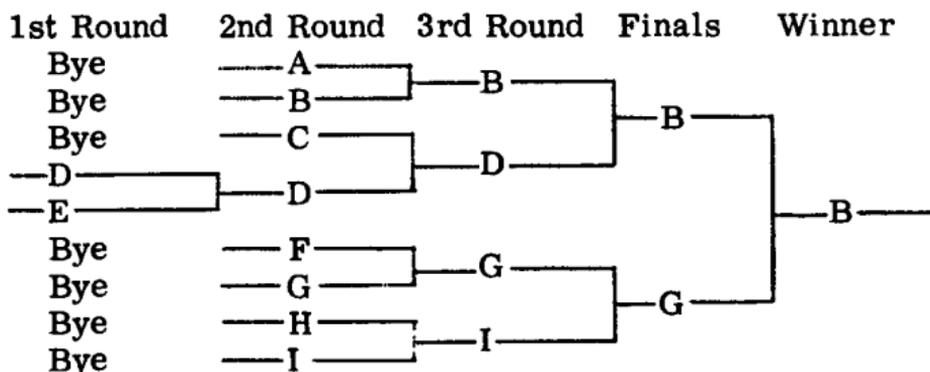 1st Round 2nd Round 3rd Round Finals Winner
Bye A
B
Bye B
B
Bye C
D
D D
E
B
Bye F
G
Bye G
G
Bye H
I
Bye I